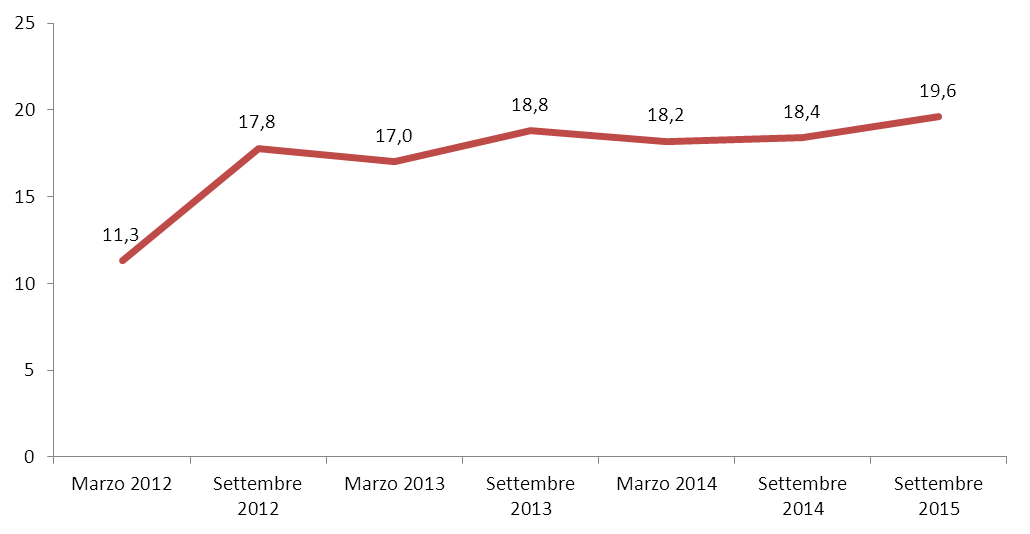 25
20
15
10
5
0
11,3
17,8
17,0
18,8
18,2
18,4
19,6
Marzo 2012
Settembre
2012
Marzo 2013
Settembre
2013
Marzo 2014
Settembre
2014
Settembre
2015